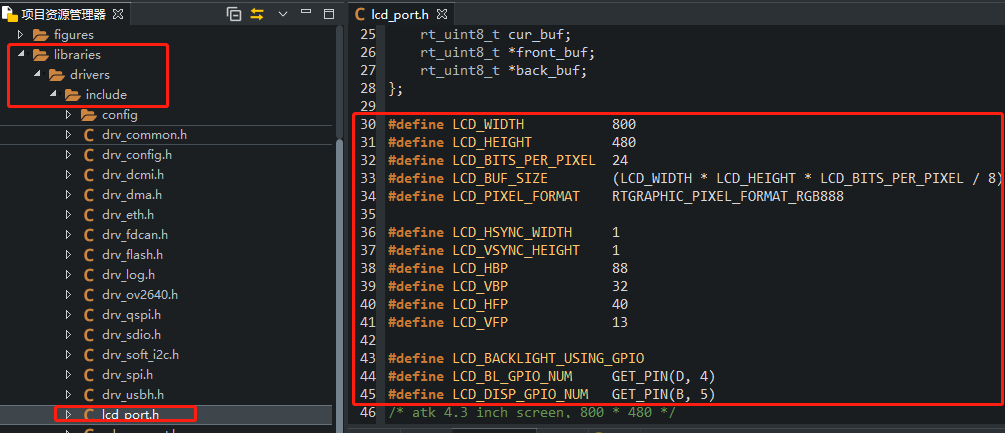 项目资源管理器
figures
libraries
drivers
include
config
drv_common.h
drv_config.h
drv_dcmi.h
drv_dma.h
drv_eth.h
drv_fdcan.h
drv_flash.h
drv_log.h
drv_ov2640.h
drv_qspi.h
drv_sdio.h
drv_soft_i2c.h
drv_spi.h
drv_usbh.h
lcd_port.h
lcd_port.h
25 rt_uint8_t cur_buf;
26 rt_uint8_t *front_buf;
27 rt_uint8_t *back_buf;
28 };
29
30 #define LCD_WIDTH 800
31 #define LCD_HEIGHT 480
32 #define LCD_BITS_PER_PIXEL 24
33 #define LCD_BUF_SIZE (LCD_WIDTH * LCD_HEIGHT * LCD_BITS_PER_PIXEL / 8)
34 #define LCD_PIXEL_FORMAT RTGRAPHIC_PIXEL_FORMAT_RGB888
35
36 #define LCD_HSYNC_WIDTH 1
37 #define LCD_VSYNC_HEIGHT 1
38 #define LCD_HBP 88
39 #define LCD_VBP 32
40 #define LCD_HFP 40
41 #define LCD_VFP 13
42
43 #define LCD_BACKLIGHT_USING_GPIO
44 #define LCD_BL_GPIO_NUM GET_PIN(D, 4)
45 #define LCD_DISP_GPIO_NUM GET_PIN(B, 5)
46 /* atk 4.3 inch screen, 800 * 480 */